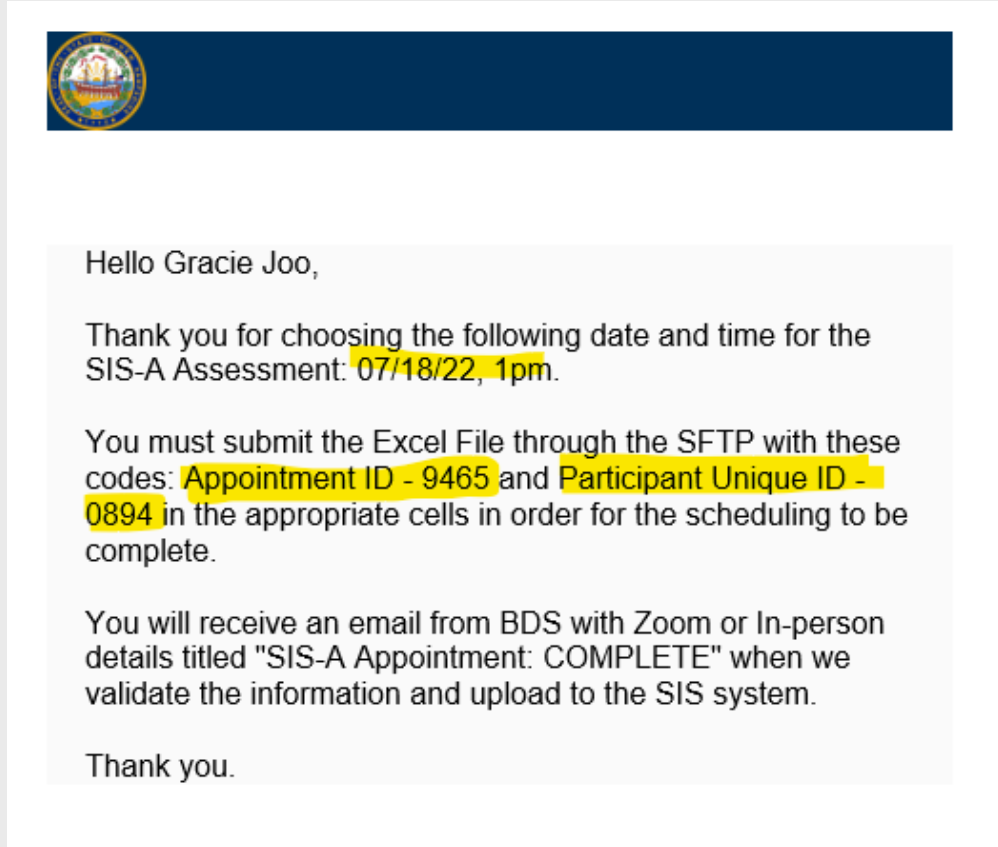 Hello Gracie Joo,
Thank you for choosing the following date and time for the
SIS-A Assessment: 07/18/22, 1pm.
You must submit the Excel File through the SFTP with these
codes: Appointment ID - 9465 and Participant Unique ID -
0894 in the appropriate cells in order for the scheduling to be
complete.
You will receive an email from BDS with Zoom or In-person
details titled "SIS-A Appointment: COMPLETE" when we
validate the information and upload to the SIS system.
Thank you.